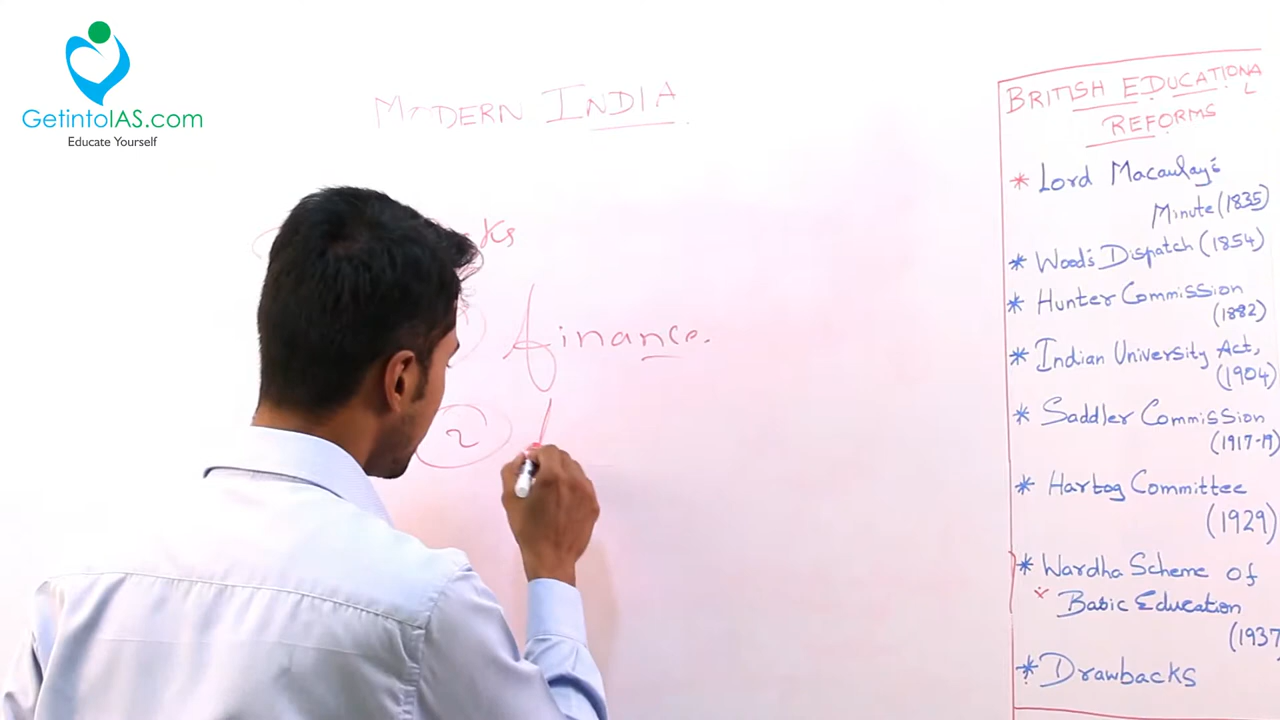 GetintoIAS.com
Educate Yourself
MODERN INDIA
ks
finance.
2
BRITISH EDUCATIONAL
REFORMS
* Lord Macaulay's
Minute (1835)
* Wood's Dispatch (1854)
* Hunter Commission
(1882)
* Indian University Act,
(1904)
* Saddler Commission
(1917-19)
* Hartog Committee
(1929)
* Wardha Scheme of
Basic Education
(1937
* Drawbacks